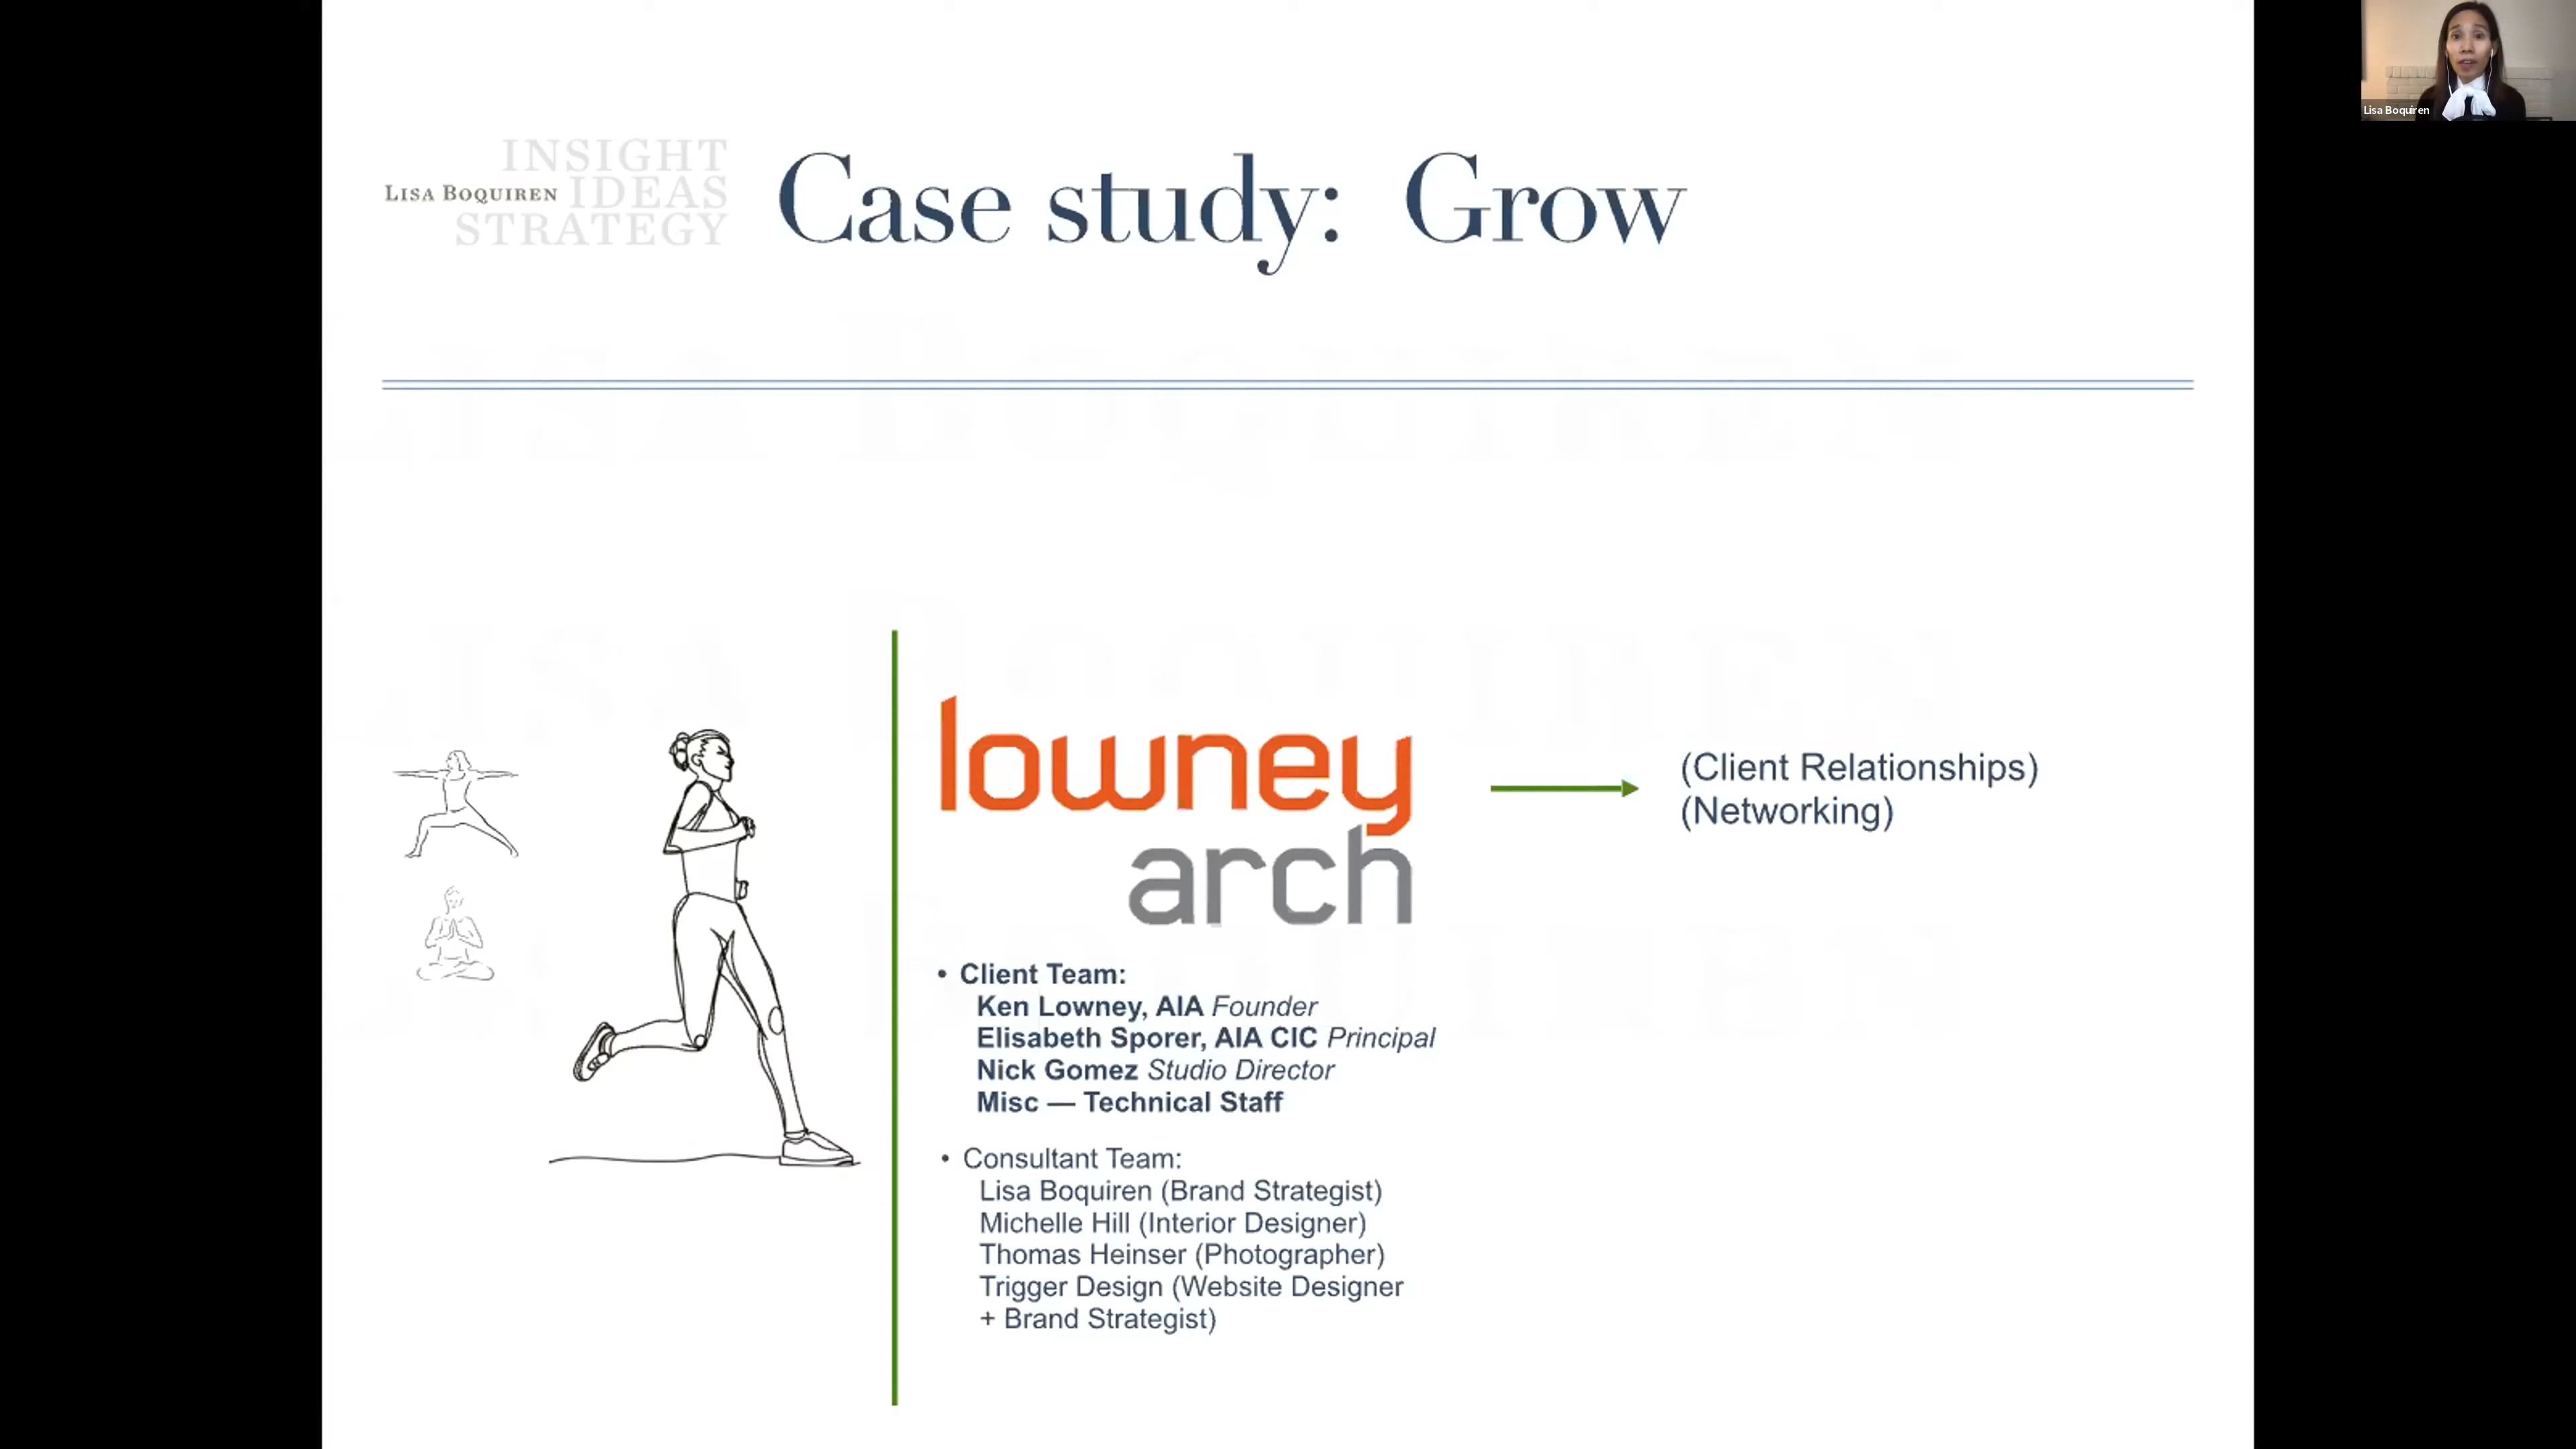 INSIGHT
LISA BOQUIREN IDEAS
STRATEGY
Case study: Grow
lowney
arch
(Client Relationships)
(Networking)
• Client Team:
Ken Lowney, AIA Founder
Elisabeth Sporer, AIA CIC Principal
Nick Gomez Studio Director
Misc — Technical Staff
• Consultant Team:
Lisa Boquiren (Brand Strategist)
Michelle Hill (Interior Designer)
Thomas Heinser (Photographer)
Trigger Design (Website Designer
+ Brand Strategist)
Lisa Boquiren